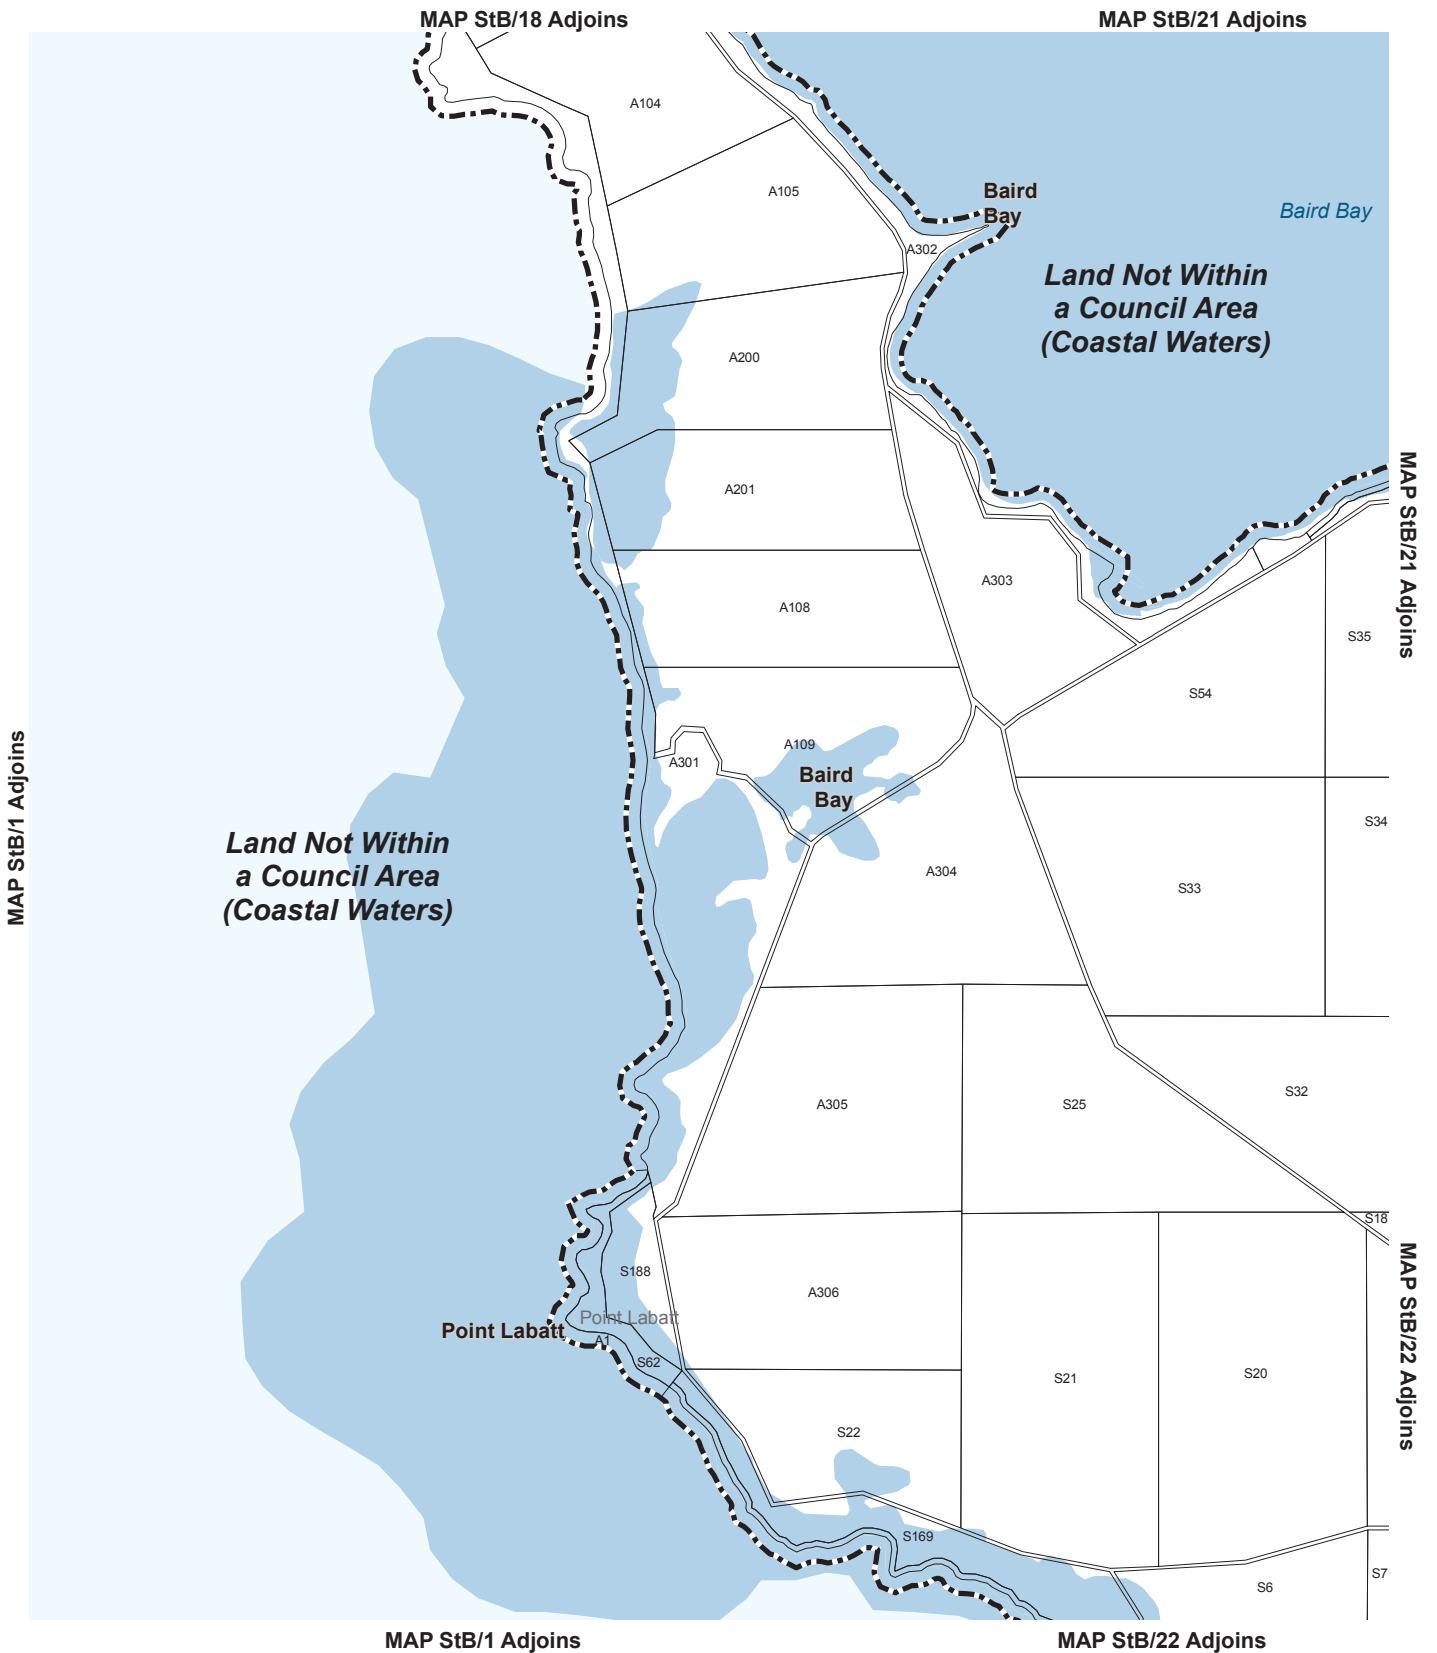 MAP StB/18 Adjoins
MAP StB/21 Adjoins
A104
A105
Baird
Bay
Baird Bay
A302
Land Not Within
a Council Area
(Coastal Waters)
A200
A201
MAP StB/21 Adjoins
A303
A108
S35
S54
A109
A301
Baird
Bay
MAP StB/1 Adjoins
S34
Land Not Within
a Council Area
(Coastal Waters)
A304
S33
S32
A305
S25
S18
S188
A306
Point Labatt
Point Labatt
A1
S62
MAP StB/22 Adjoins
S21
S20
S22
S169
S7
S6
MAP StB/1 Adjoins
MAP StB/22 Adjoins